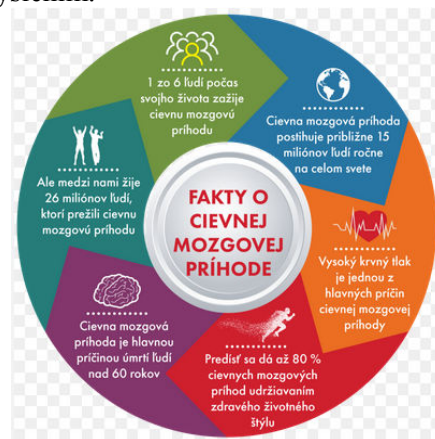 FAKTY O
CIEVNEJ
MOZGOVEJ
PRÍHODE
1 zo 6 ľudí počas
svojho života zažije
cievnu mozgovú
príhodu
Cievna mozgová príhoda
postihuje približne 15
miliónov ľudí ročne
na celom svete
Vysoký krvný tlak
je jednou z
hlavných príčin
cievnej mozgovej
príhody
Predísť sa dá až 80 %
cievnych mozgových
príhod udržiavaním
zdravého životného
štýlu
Cievna mozgová
príhoda je hlavnou
príčinou úmrtí ľudí
nad 60 rokov
Ale medzi nami žije
26 miliónov ľudí,
ktorí prežili cievnu
mozgovú príhodu